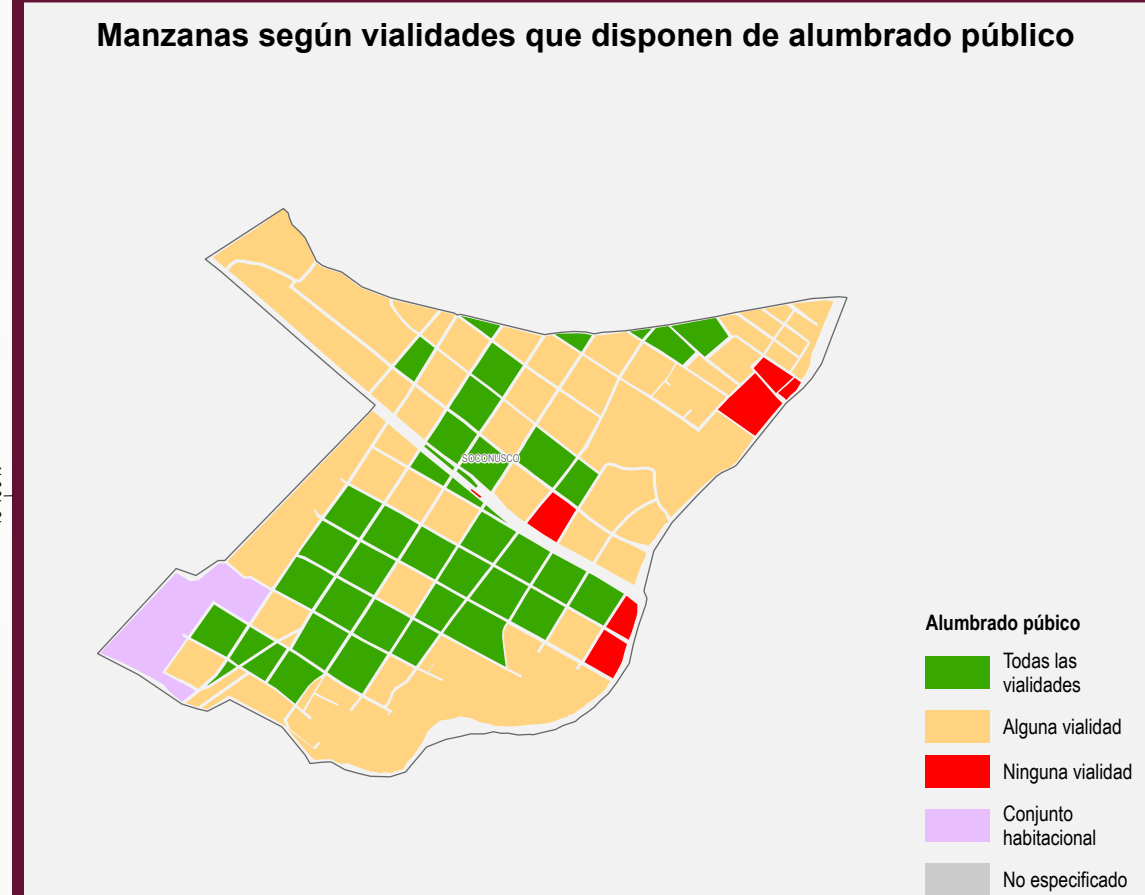 Manzanas según vialidades que disponen de alumbrado público
SOCONUSCO
Alumbrado púbico
Todas las
vialidades
Alguna vialidad
Ninguna vialidad
Conjunto
habitacional
No especificado